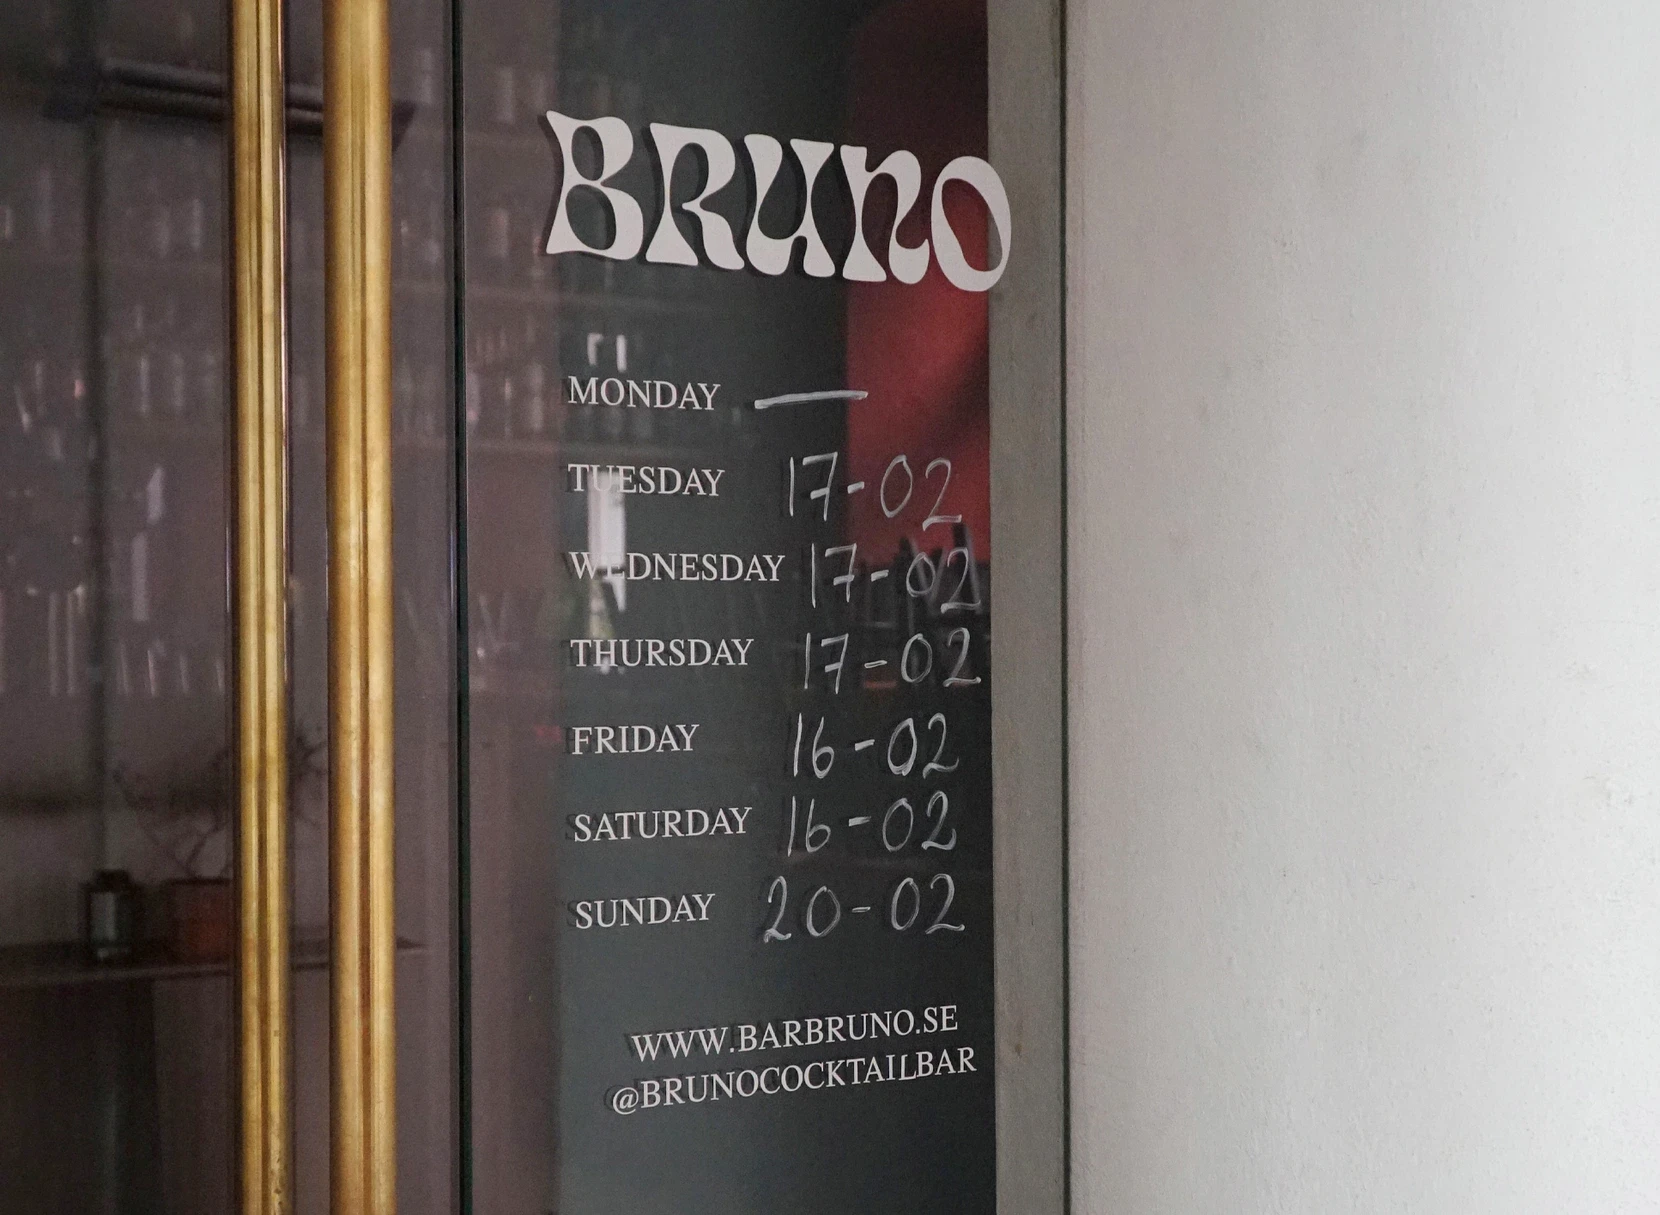 BRUNO
MONDAY —
TUESDAY 17-02
WEDNESDAY 17-02
THURSDAY 17-02
FRIDAY 16-02
SATURDAY 16-02
SUNDAY 20-02
WWW.BARBRUNO.SE
@BRUNOCOCKTAILBAR